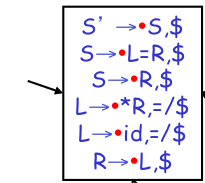 S’ →•S,$
S→•L=R,$
S→•R,$
L→•*R,=/$
L→•id,=/$
R→•L,$